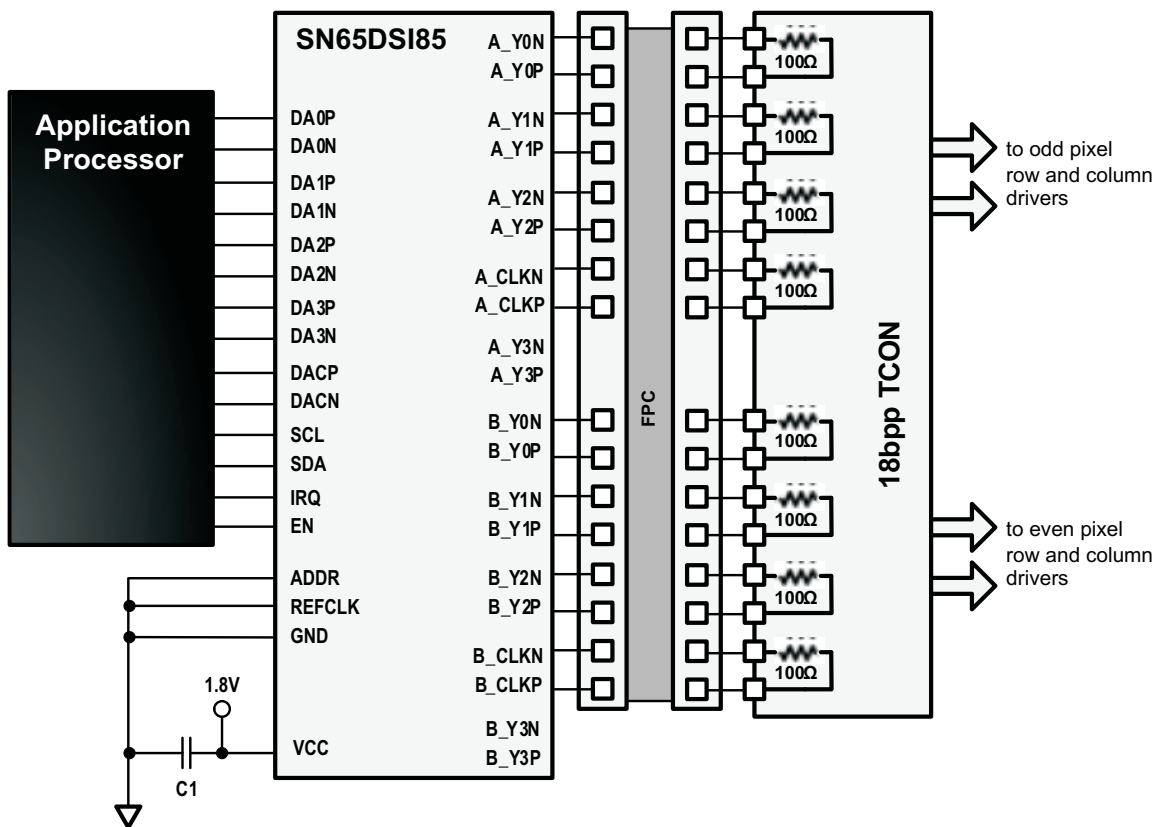 SN65DSI85
Application
Processor
DA0P
DA0N
DA1P
DA1N
DA2P
DA2N
DA3P
DA3N
DACP
DACN
SCL
SDA
IRQ
EN
ADDR
REFCLK
GND
1.8V
VCC
C1
A_Y0N
A_Y0P
A_Y1N
A_Y1P
A_Y2N
A_Y2P
A_CLKN
A_CLKP
A_Y3N
A_Y3P
B_Y0N
B_Y0P
B_Y1N
B_Y1P
B_Y2N
B_Y2P
B_CLKN
B_CLKP
B_Y3N
B_Y3P
FPC
100Ω
100Ω
100Ω
100Ω
100Ω
100Ω
100Ω
100Ω
18bpp TCON
to odd pixel
row and column
drivers
to even pixel
row and column
drivers